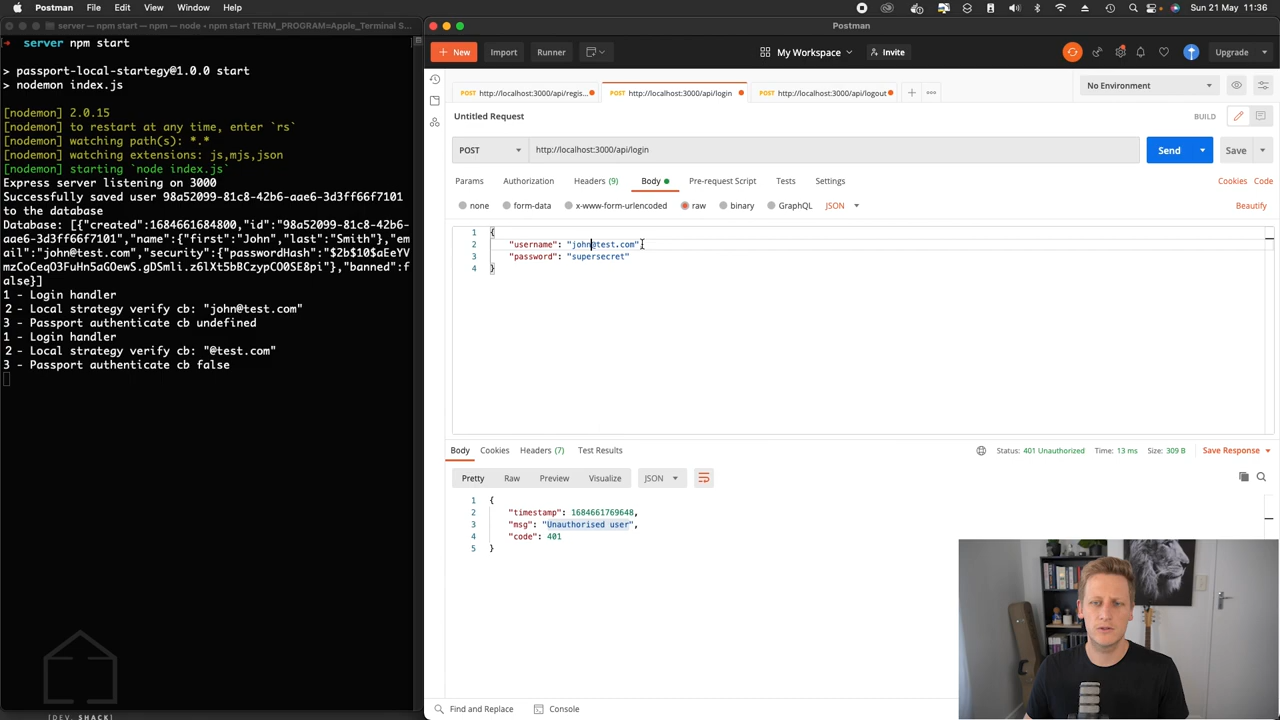 Postman File Edit View Window Help
Sun 21 May 11:36
server — npm start — npm — node ‹ npm start TERM_PROGRAM=Apple_Terminal S...
Postman
→ server npm start
> passport-local-startegy@1.0.0 start
> nodemon index.js
[nodemon] 2.0.15
[nodemon] to restart at any time, enter `rs`
[nodemon] watching path(s): *.*
[nodemon] watching extensions: js,mjs,json
[nodemon] starting `node index.js`
Express server listening on 3000
Successfully saved user 98a52099-81c8-42b6-aae6-3d3ff66f7101
to the database
Database: [{"created":1684661684800,"id":"98a52099-81c8-42b6-
aae6-3d3ff66f7101","name":{"first":"John","last":"Smith"},"em
ail":"john@test.com","security":{"passwordHash":"$2b$10$aEeYV
mzCoCeqO3FuHn5aGOewS.gDSmli.z6lXt5bBCzypCO0SE8pi"},"banned":f
alse}]
1 - Login handler
2 - Local strategy verify cb: "john@test.com"
3 - Passport authenticate cb undefined
1 - Login handler
2 - Local strategy verify cb: "@test.com"
3 - Passport authenticate cb false
[DEV. SHACK]
+ New Import Runner My Workspace Invite Upgrade
POST http://localhost:3000/api/regis... POST http://localhost:3000/api/login POST http://localhost:3000/api/logout + ... No Environment
Untitled Request BUILD
POST http://localhost:3000/api/login Send Save
Params Authorization Headers (9) Body Pre-request Script Tests Settings Cookies Code
none form-data x-www-form-urlencoded raw binary GraphQL JSON Beautify
1 {
2 "username": "john@test.com"
3 "password": "supersecret"
4 }
Body Cookies Headers (7) Test Results Status: 401 Unauthorized Time: 13 ms Size: 309 B Save Response
Pretty Raw Preview Visualize JSON
1 {
2 "timestamp": 1684661769648,
3 "msg": "Unauthorised user",
4 "code": 401
5 }
Find and Replace Console